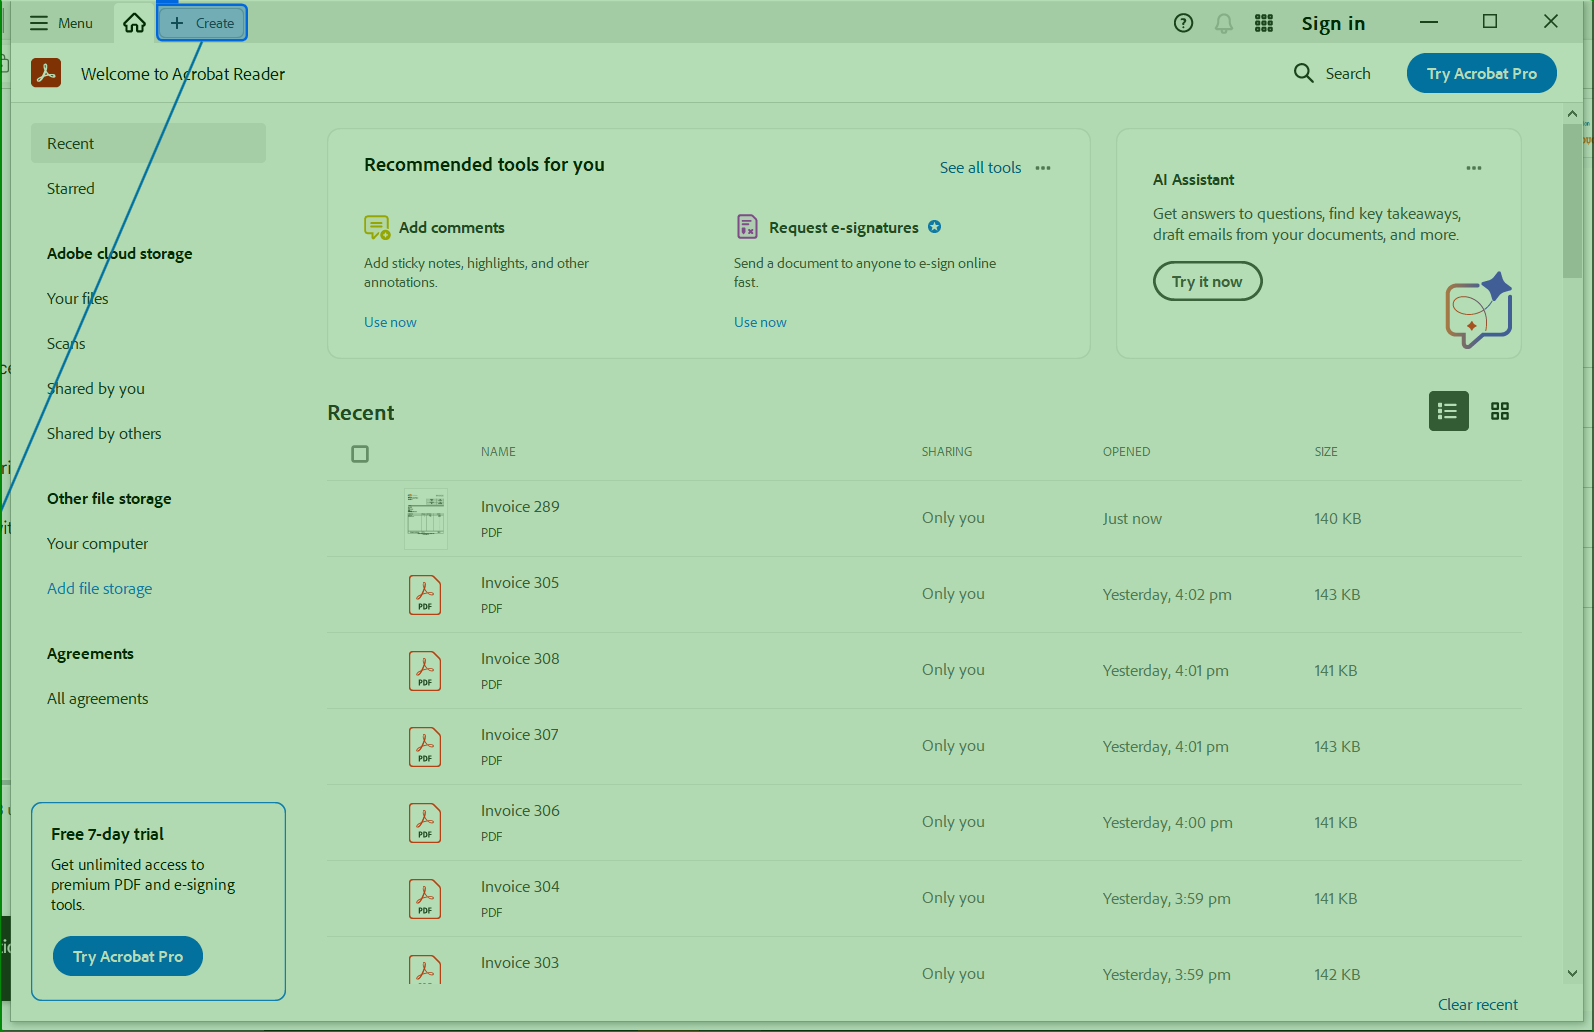 Menu
Create
Sign in
Welcome to Acrobat Reader
Search
Try Acrobat Pro
Recent
Starred
Adobe cloud storage
Your files
Scans
Shared by you
Shared by others
Other file storage
Your computer
Add file storage
Agreements
All agreements
Free 7-day trial
Get unlimited access to
premium PDF and e-signing
tools.
Try Acrobat Pro
Recommended tools for you
See all tools
Add comments
Add sticky notes, highlights, and other
annotations.
Use now
Request e-signatures
Send a document to anyone to e-sign online
fast.
Use now
AI Assistant
Get answers to questions, find key takeaways,
draft emails from your documents, and more.
Try it now
Recent
NAME SHARING OPENED SIZE
Invoice 289
PDF
Only you Just now 140 KB
Invoice 305
PDF
Only you Yesterday, 4:02 pm 143 KB
Invoice 308
PDF
Only you Yesterday, 4:01 pm 141 KB
Invoice 307
PDF
Only you Yesterday, 4:01 pm 143 KB
Invoice 306
PDF
Only you Yesterday, 4:00 pm 141 KB
Invoice 304
PDF
Only you Yesterday, 3:59 pm 141 KB
Invoice 303
Only you Yesterday, 3:59 pm 142 KB
Clear recent